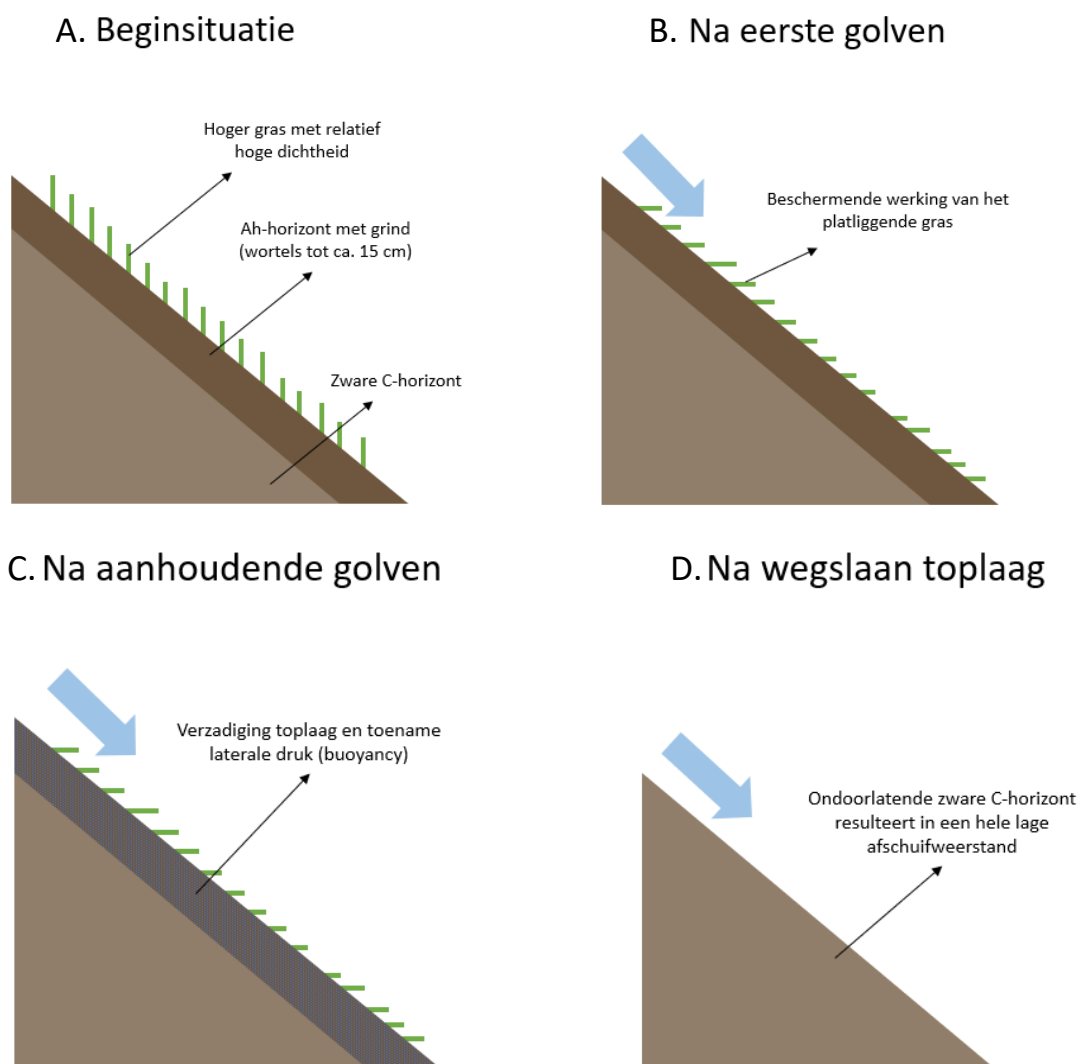 A. Beginsituatie
B. Na eerste golven
Hoger gras met relatief
hoge dichtheid
Ah-horizont met grind
(wortels tot ca. 15 cm)
Zware C-horizont
Beschermende werking van het
platliggende gras
C. Na aanhoudende golven
D. Na wegslaan toplaag
Verzadiging toplaag en toename
laterale druk (buoyancy)
Ondoorlatende zware C-horizont
resulteert in een hele lage
afschuifweerstand